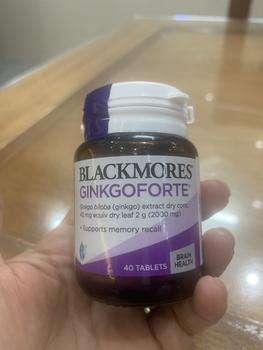 BLACKMORES®
GINKGOFORTE®
Ginkgo biloba (ginkgo) extract dry conc.
40 mg equiv dry leaf 2 g (2000 mg)
• Supports memory recall
BRAIN
HEALTH
40 TABLETS